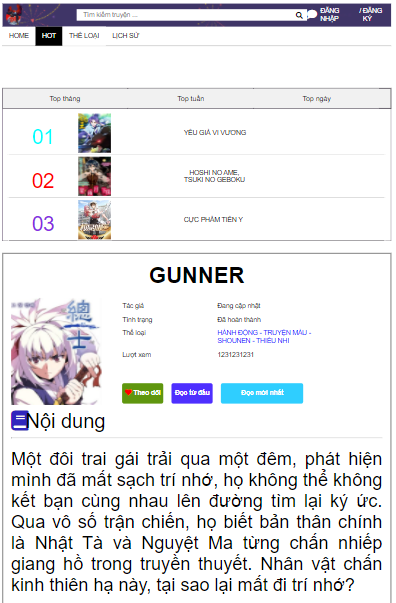 Tìm kiếm truyện ...
ĐĂNG NHẬP / ĐĂNG KÝ
HOME HOT THỂ LOẠI LỊCH SỬ
Top tháng Top tuần Top ngày
01 YÊU GIẢ VI VƯƠNG
02 HOSHI NO AME, TSUKI NO GEBOKU
03 CỰC PHẨM TIÊN Y
GUNNER
Tác giả Đang cập nhật
Tình trạng Đã hoàn thành
Thể loại HÀNH ĐỘNG - TRUYỆN MÀU -
SHOUNEN - THIẾU NHI
Lượt xem 1231231231
Theo dõi Đọc từ đầu Đọc mới nhất
Nội dung
Một đôi trai gái trải qua một đêm, phát hiện
mình đã mất sạch trí nhớ, họ không thể không
kết bạn cùng nhau lên đường tìm lại ký ức.
Qua vô số trận chiến, họ biết bản thân chính
là Nhật Tà và Nguyệt Ma từng chấn nhiếp
giang hồ trong truyền thuyết. Nhân vật chấn
kinh thiên hạ này, tại sao lại mất đi trí nhớ?